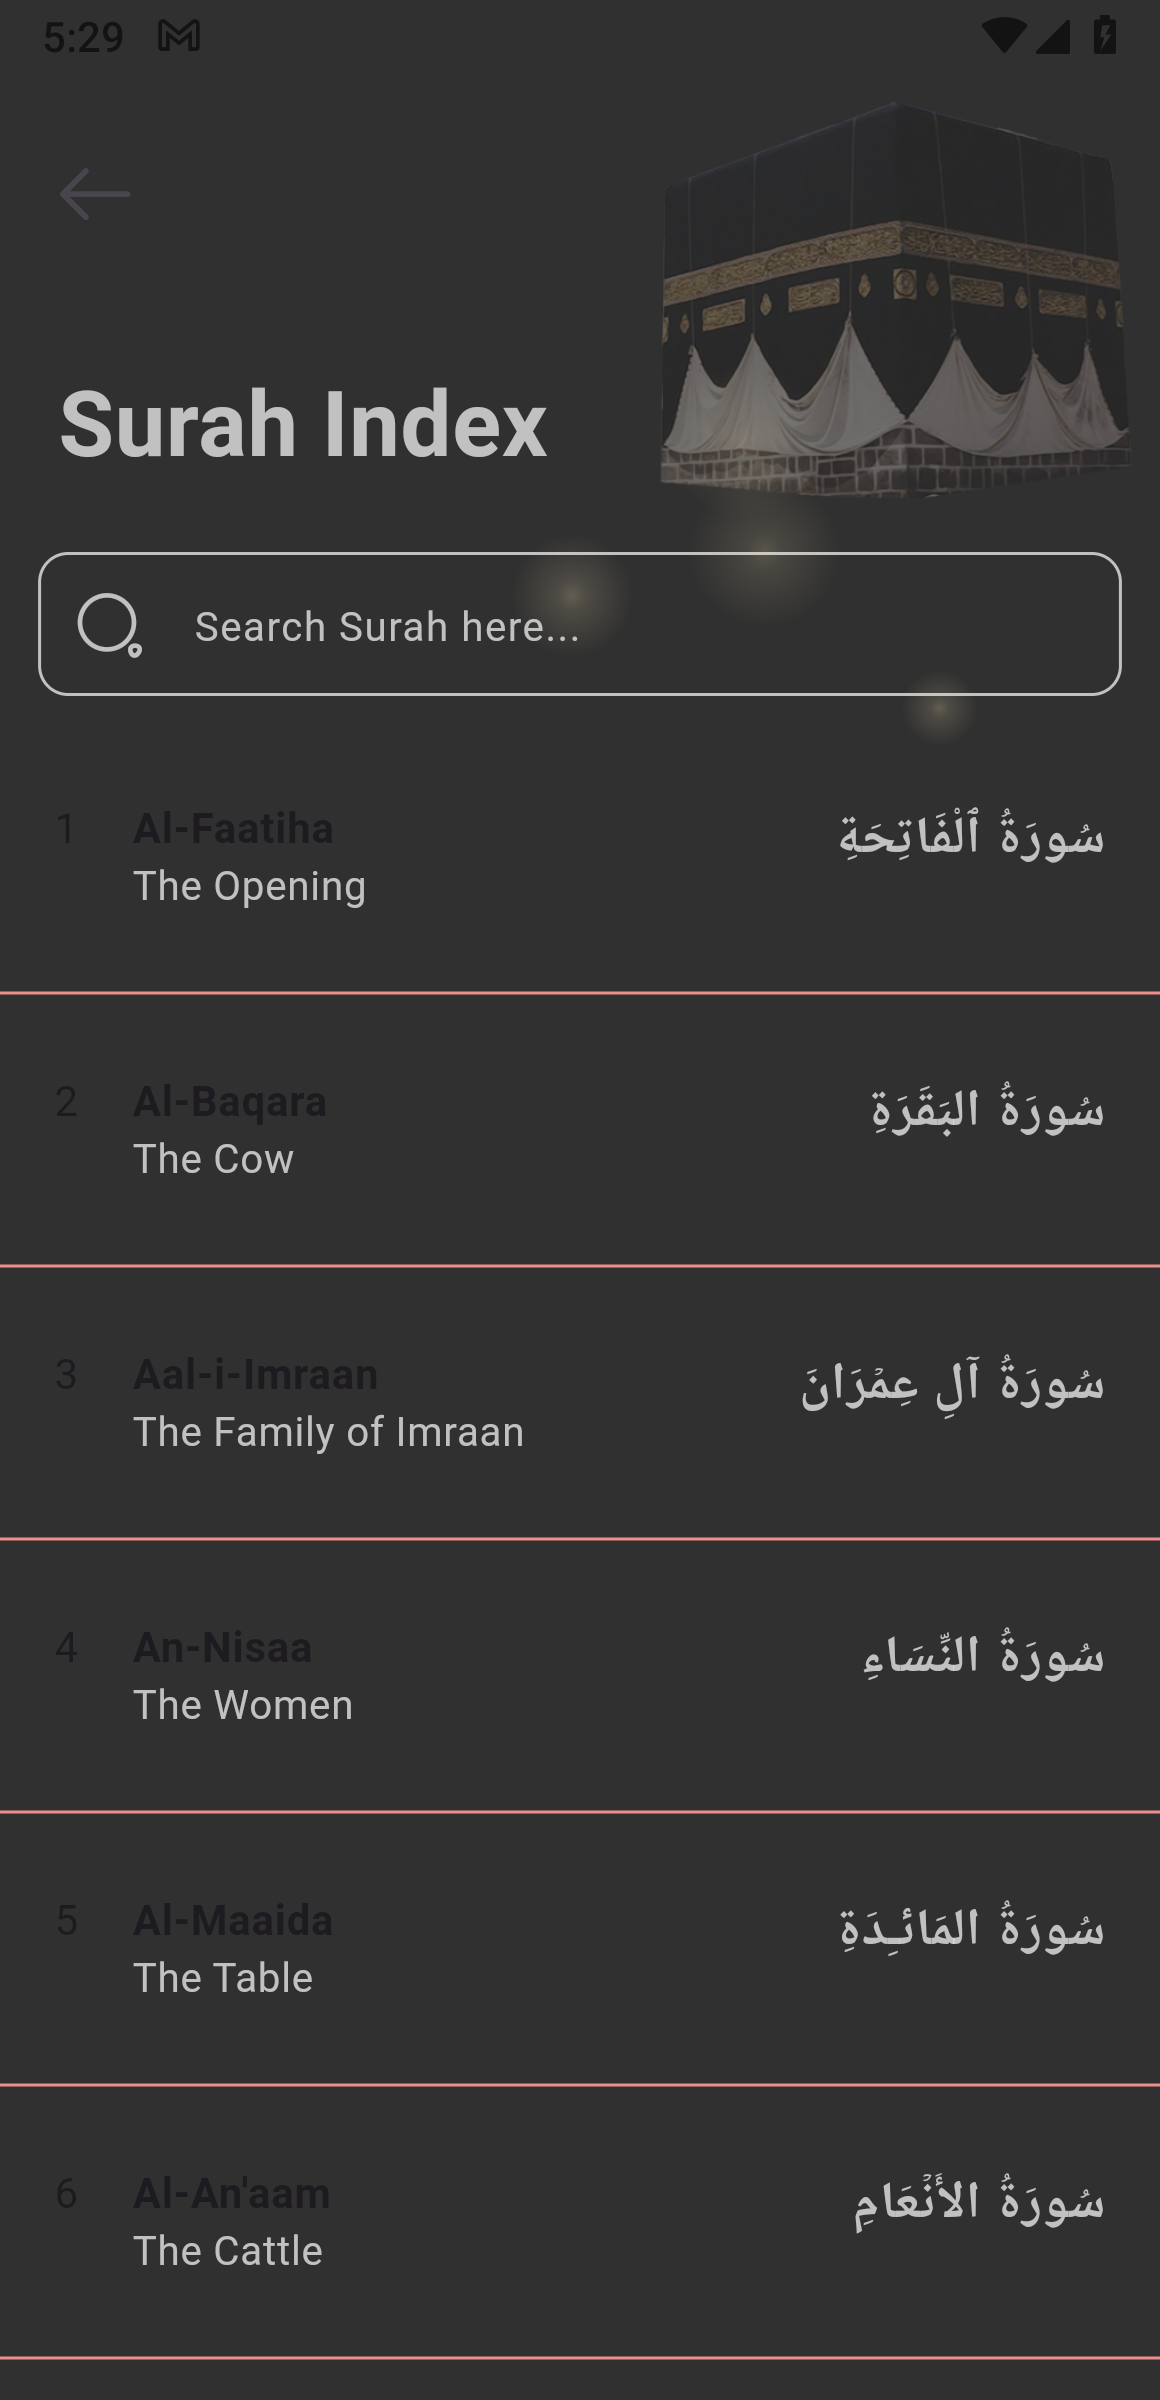 5:29
Surah Index
Search Surah here...
1 Al-Faatiha سُورَةُ ٱلْفَاتِحَةِ
The Opening
2 Al-Baqara سُورَةُ البَقَرَةِ
The Cow
3 Aal-i-Imraan سُورَةُ آلِ عِمۡرَانَ
The Family of Imraan
4 An-Nisaa سُورَةُ النِّسَاءِ
The Women
5 Al-Maaida سُورَةُ المَائـِدَةِ
The Table
6 Al-An'aam سُورَةُ الأَنۡعَامِ
The Cattle